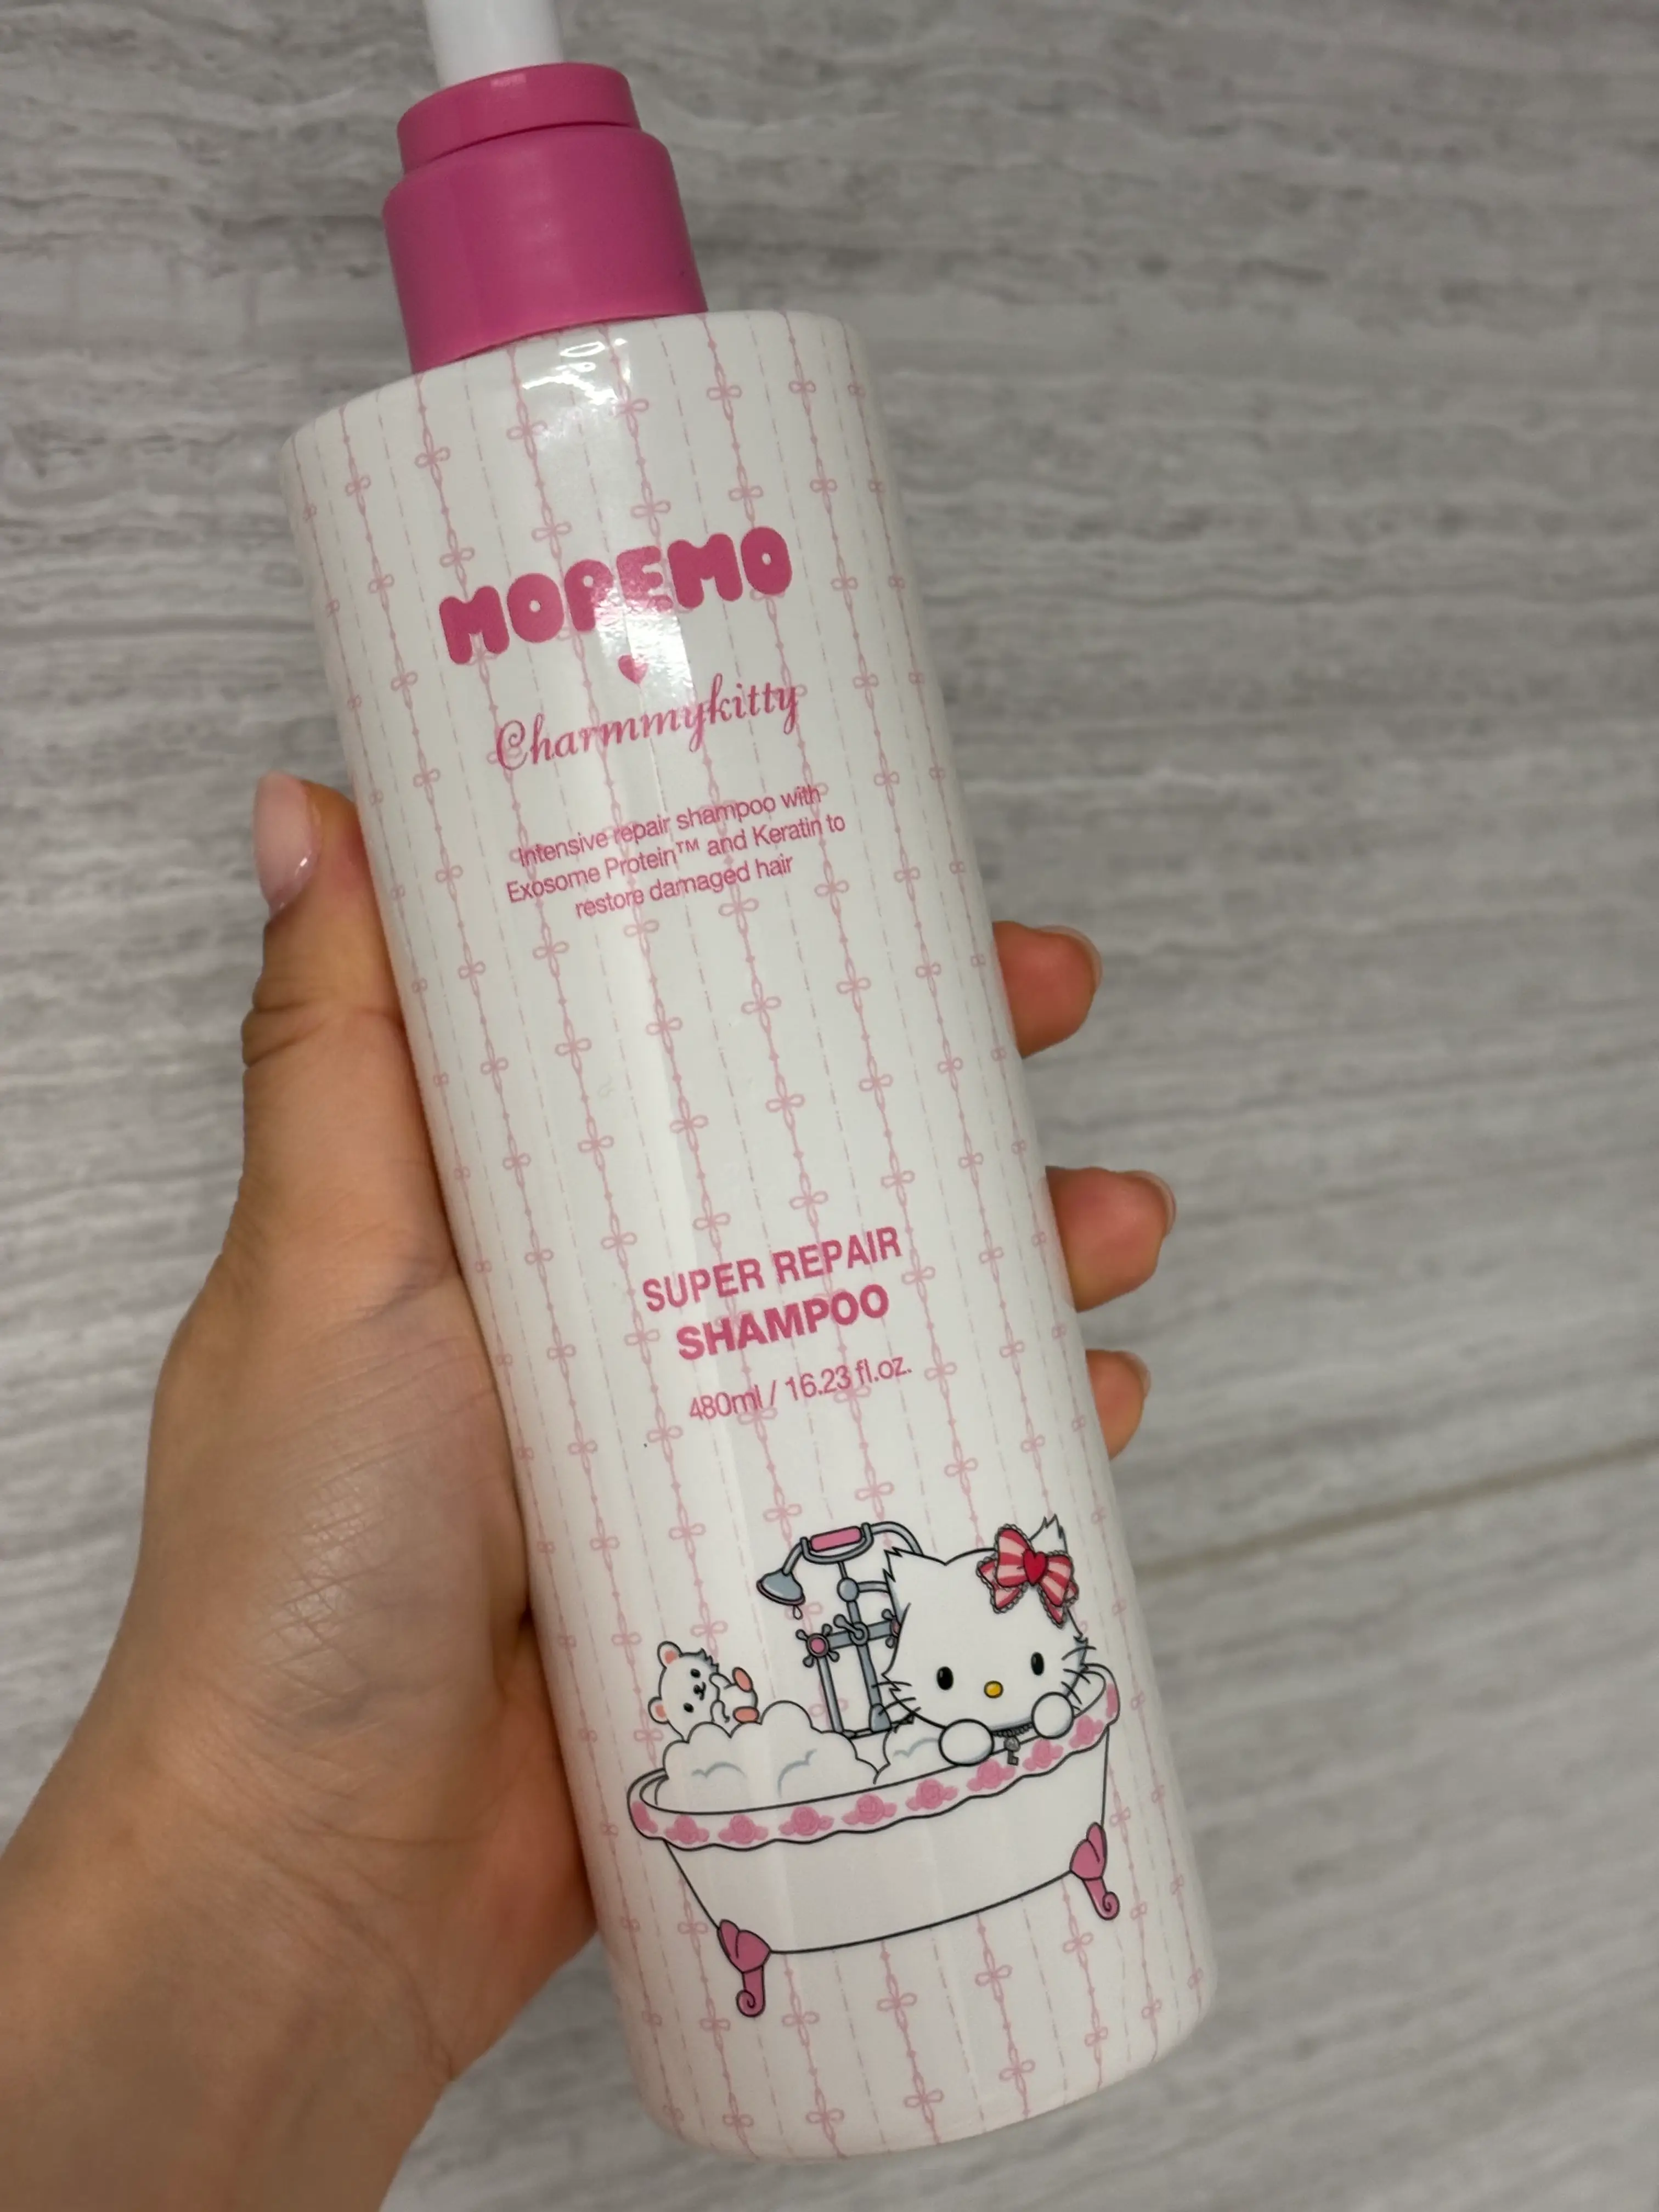 MOPEMO
Charmmykitty
Intensive repair shampoo with
Exosome Protein™ and Keratin to
restore damaged hair
SUPER REPAIR
SHAMPOO
480ml / 16.23 fl.oz.